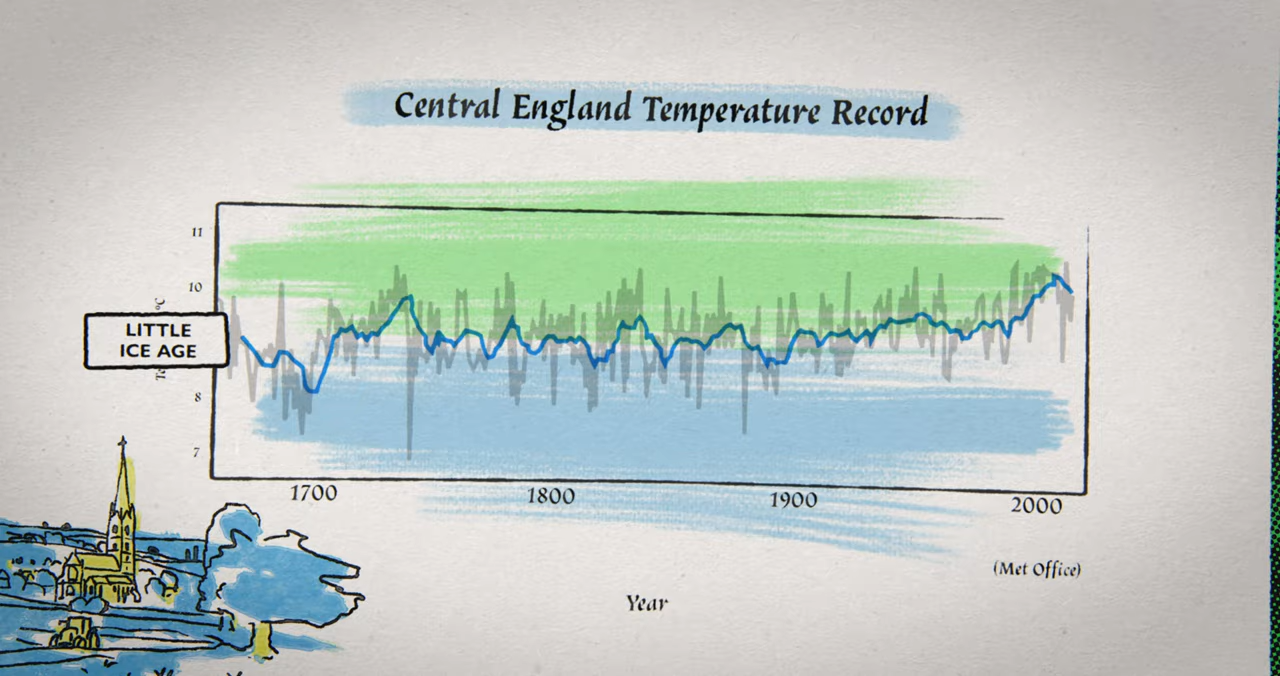 Central England Temperature Record
11
10
°C
LITTLE
ICE AGE
8
7
1700
1800
1900
2000
(Met Office)
Year